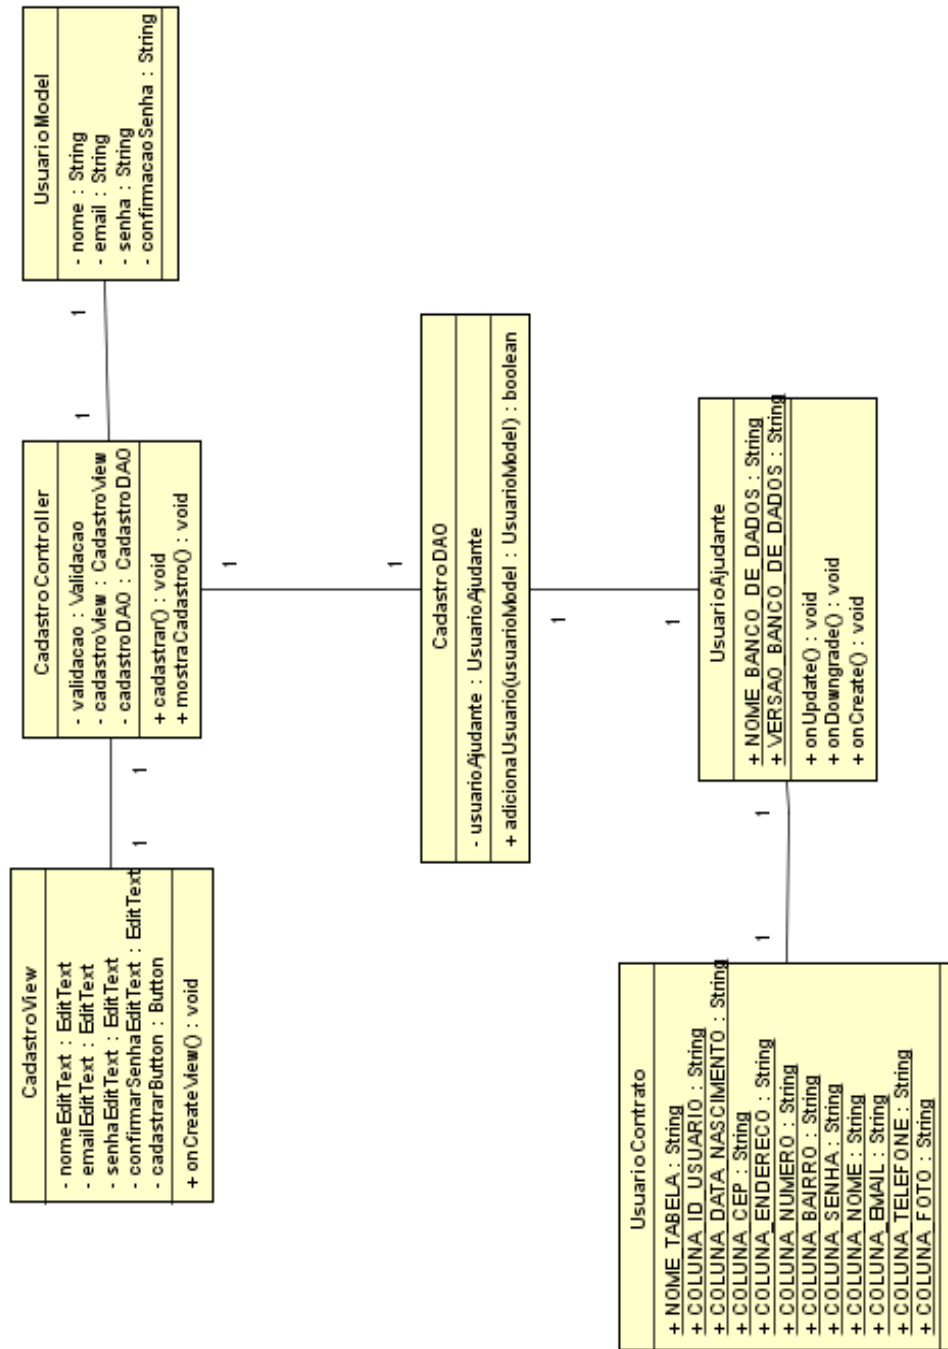 CadastroView
- nomeEditText : EditText
- emailEditText : EditText
- senhaEditText : EditText
- confirmarSenhaEditText : EditText
- cadastrarButton : Button
+ onCreateView() : void
1
1
CadastroController
- validacao : Validacao
- cadastroView : CadastroView
- cadastroDAO : CadastroDAO
+ cadastrar() : void
+ mostraCadastro() : void
1
1
UsuarioModel
- nome : String
- email : String
- senha : String
- confirmacaoSenha : String
1
1
CadastroDAO
- usuarioAjudante : UsuarioAjudante
+ adicionaUsuario(usuarioModel : UsuarioModel) : boolean
1
1
UsuarioContrato
+ NOME_TABELA : String
+ COLUNA_ID_USUARIO : String
+ COLUNA_DATA_NASCIMENTO : String
+ COLUNA_CEP : String
+ COLUNA_ENDERECO : String
+ COLUNA_NUMERO : String
+ COLUNA_BAIRRO : String
+ COLUNA_SENHA : String
+ COLUNA_NOME : String
+ COLUNA_EMAIL : String
+ COLUNA_TELEFONE : String
+ COLUNA_FOTO : String
1
1
UsuarioAjudante
+ NOME_BANCO_DE_DADOS : String
+ VERSAO_BANCO_DE_DADOS : String
+ onUpdate() : void
+ onDowngrade() : void
+ onCreate() : void